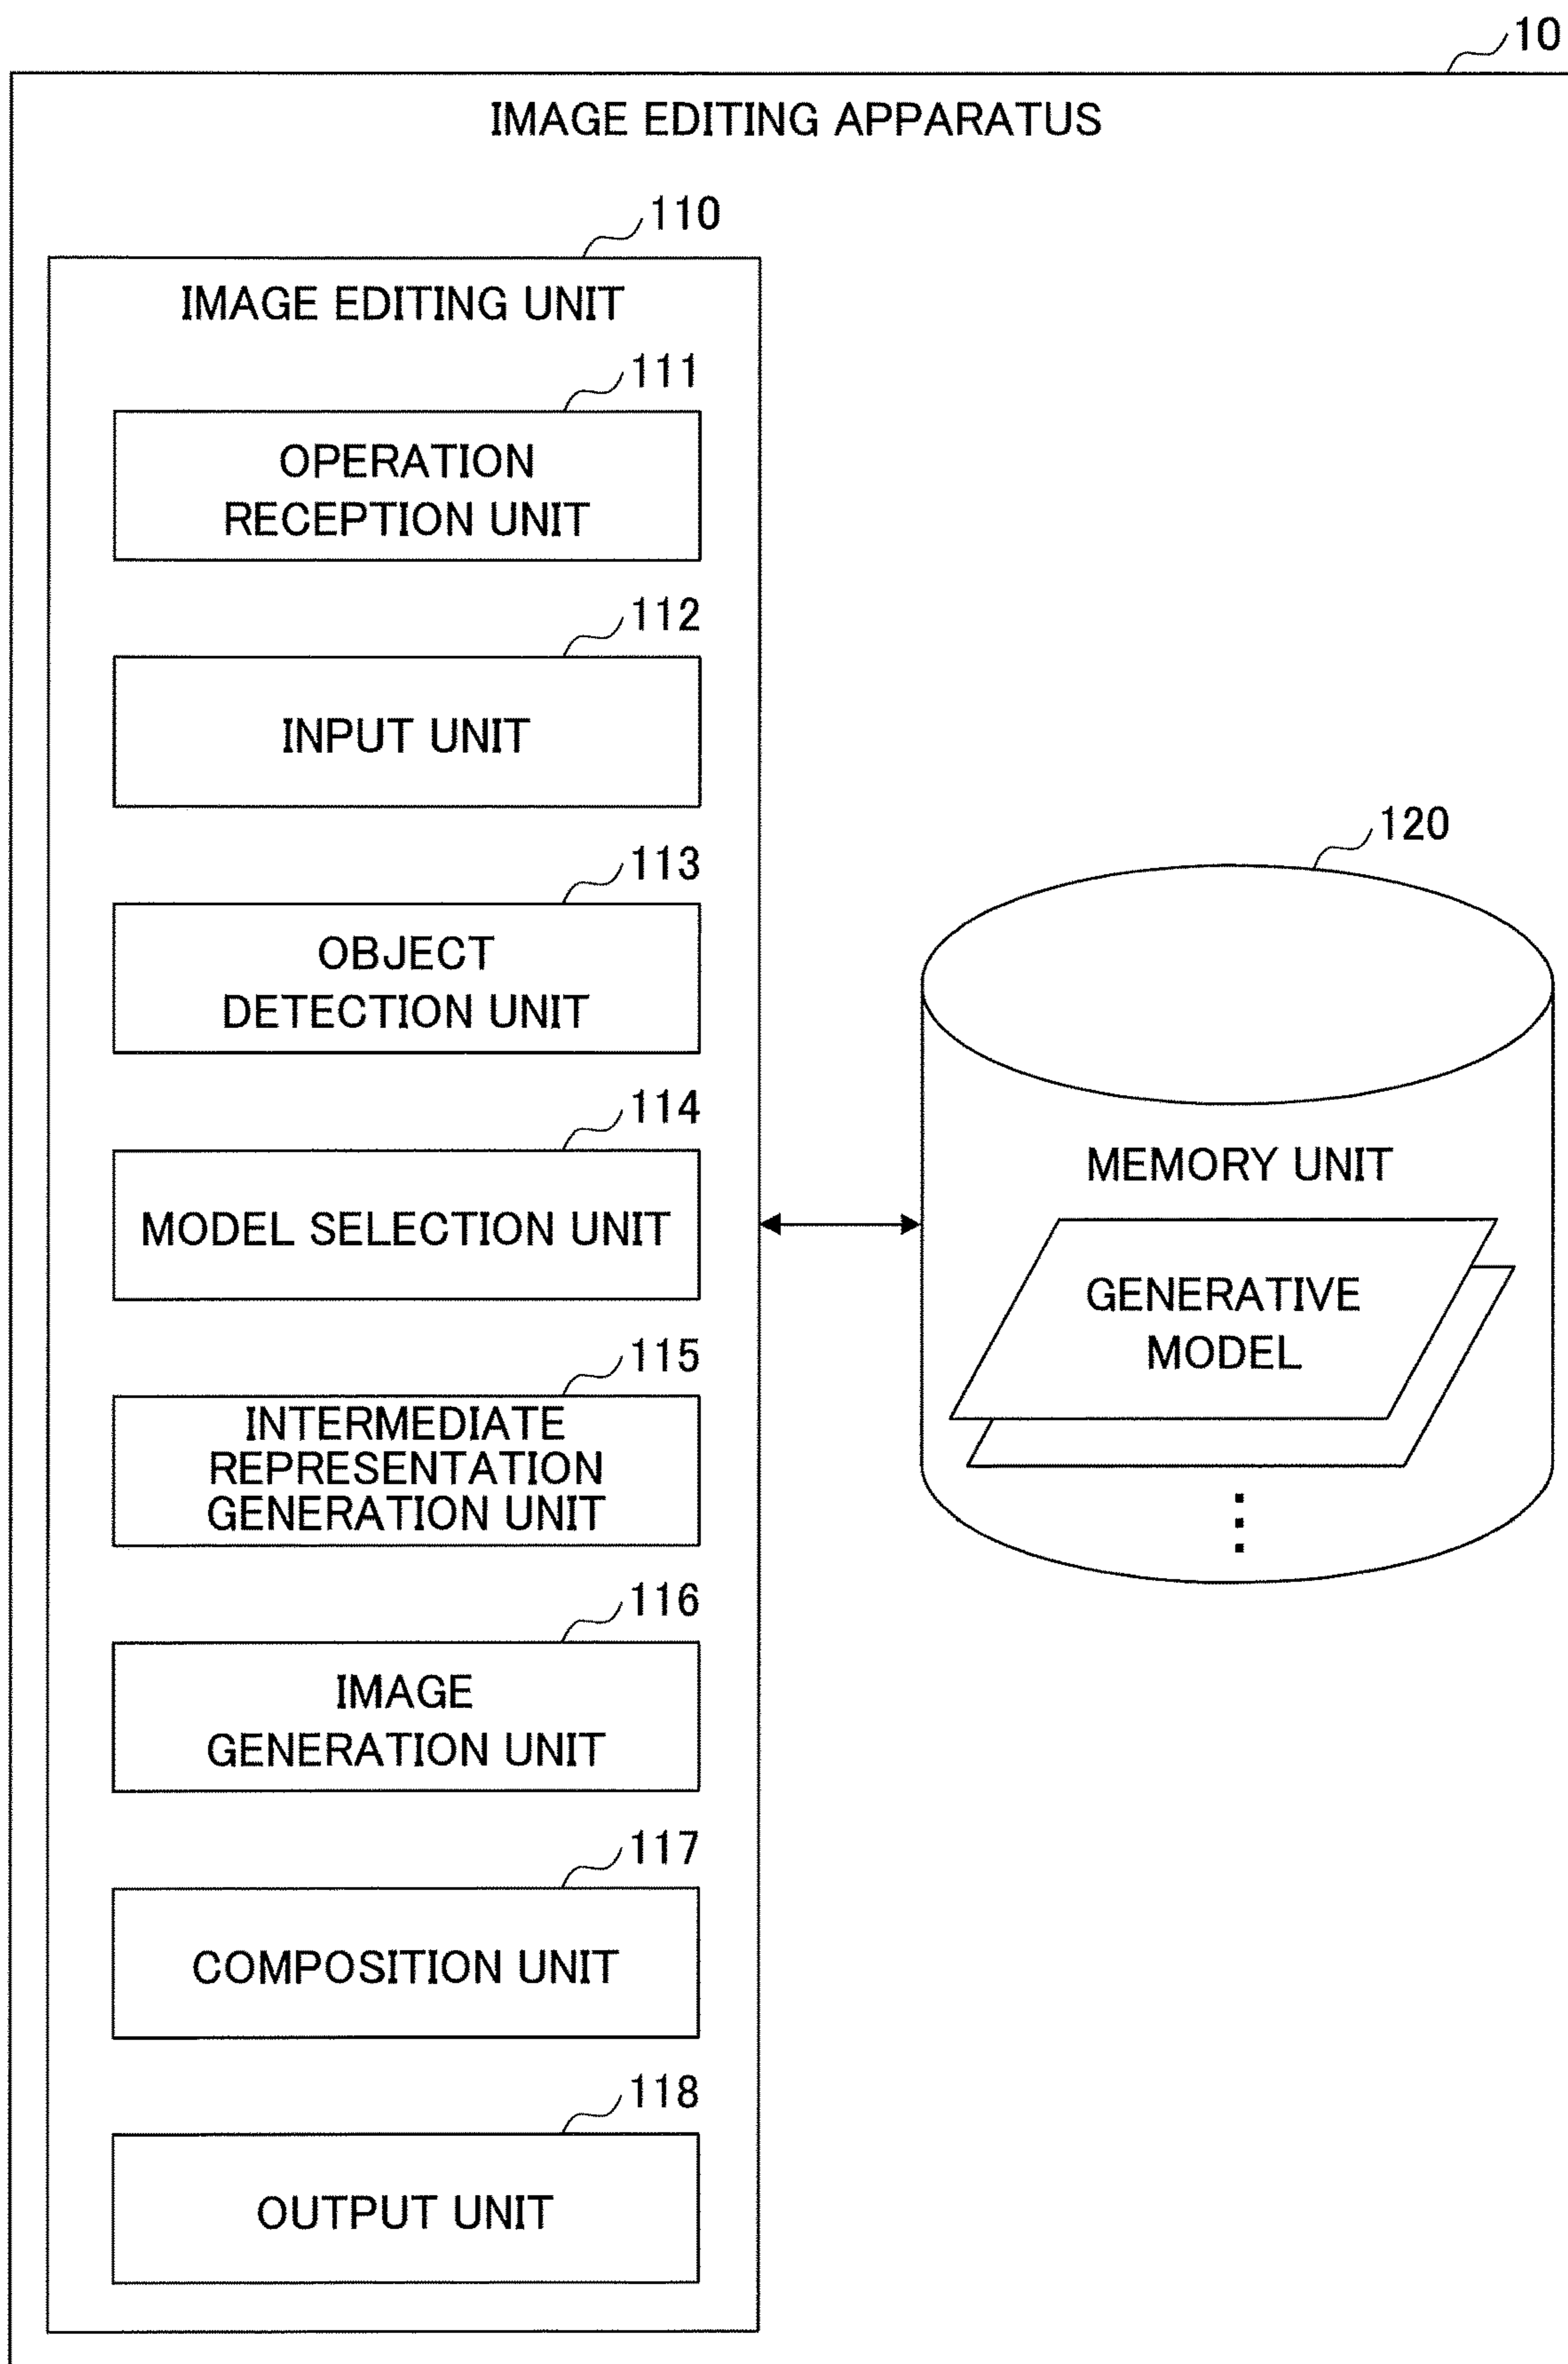 10
IMAGE EDITING APPARATUS
110
IMAGE EDITING UNIT
111
OPERATION
RECEPTION UNIT
112
INPUT UNIT
113
OBJECT
DETECTION UNIT
114
MODEL SELECTION UNIT
115
INTERMEDIATE
REPRESENTATION
GENERATION UNIT
116
IMAGE
GENERATION UNIT
117
COMPOSITION UNIT
118
OUTPUT UNIT
120
MEMORY UNIT
GENERATIVE
MODEL